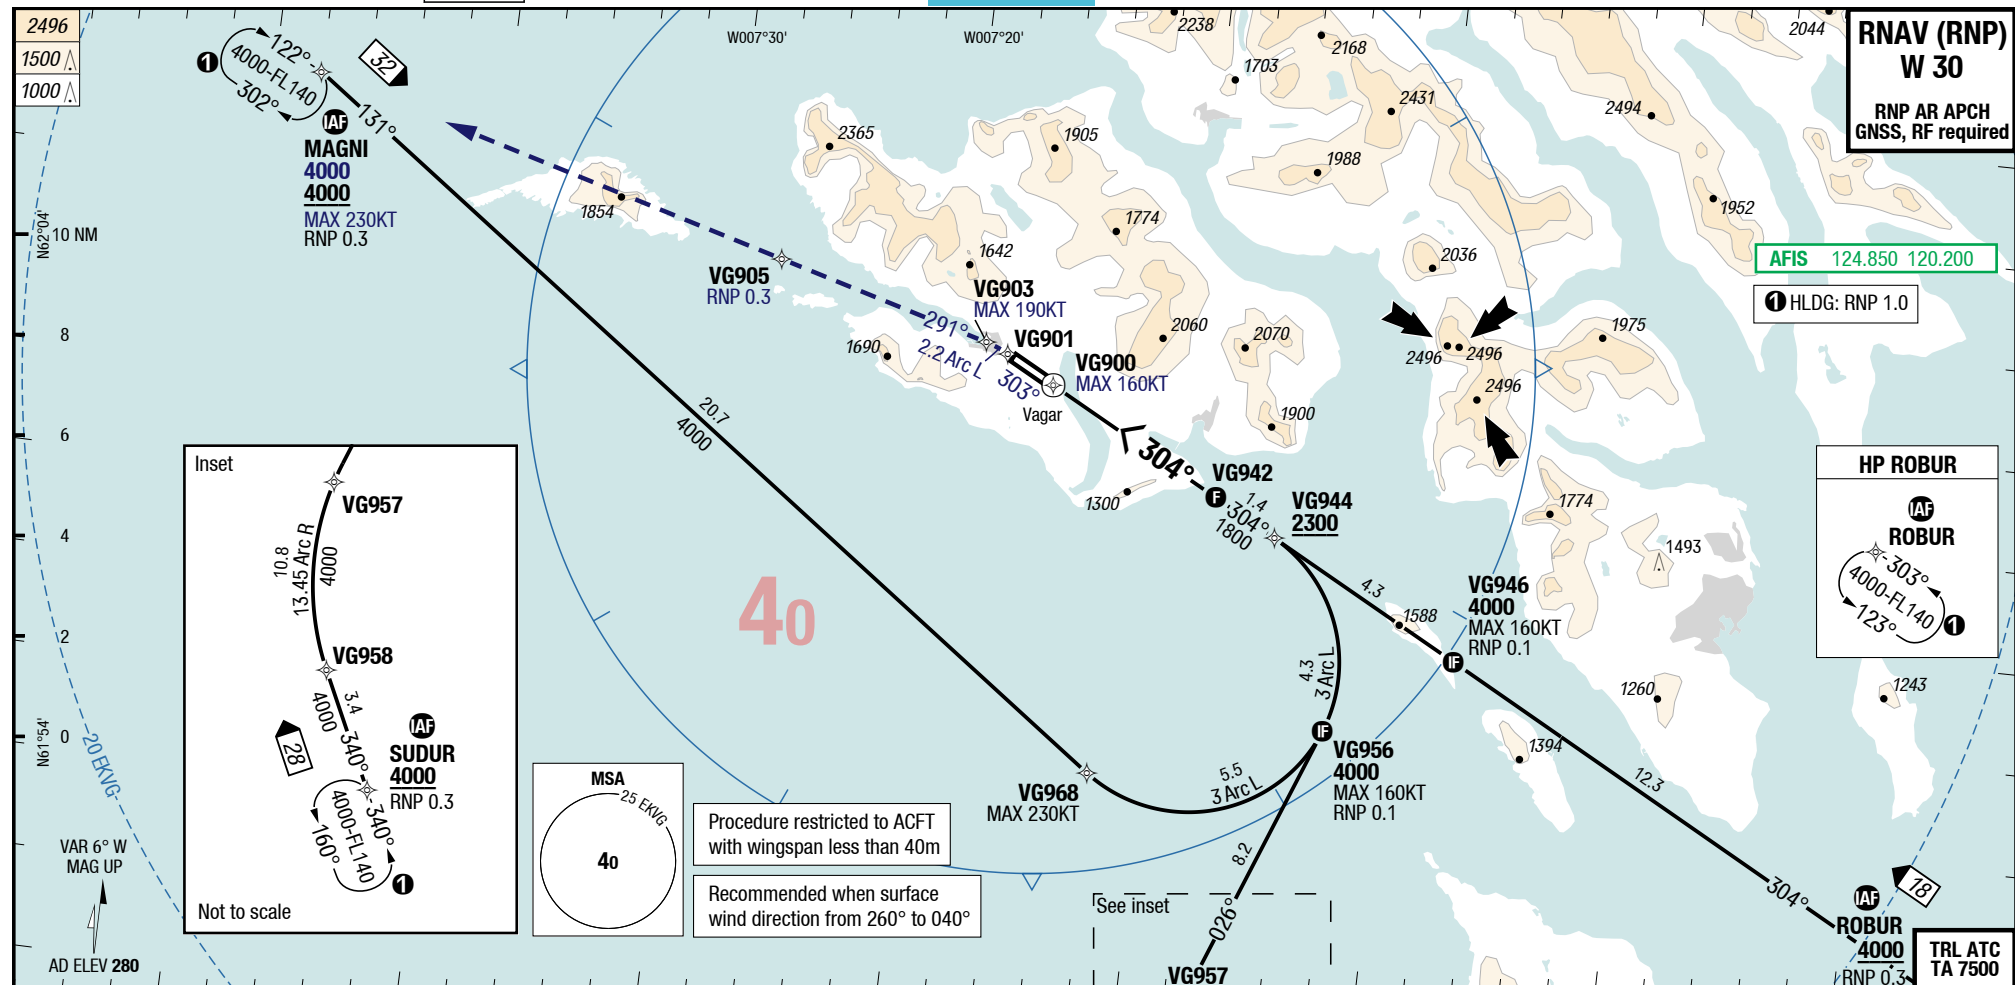 2496
1500
1000
122°
4000-FL140
302°
1
32
131°
IAF
MAGNI
4000
4000
MAX 230KT
RNP 0.3
W007°30'
W007°20'
2238
1703
2168
2431
1988
2044
2494
1952
2036
RNAV (RNP)
W 30
RNP AR APCH
GNSS, RF required
AFIS 124.850 120.200
1 HLDG: RNP 1.0
2365
1905
1854
1774
1642
2060
2070
1900
1690
1300
2496
2496
2496
1975
N62°04'
10 NM
8
6
4
2
0
N61°54'
VG905
RNP 0.3
VG903
MAX 190KT
291°
2.2 Arc L
303°
VG901
VG900
MAX 160KT
Vagar
20.7
4000
304°
F
VG942
1.4
304°
1800
VG944
2300
4.3
1588
VG946
4000
MAX 160KT
RNP 0.1
IF
1774
1493
1260
1243
1394
HP ROBUR
IAF
ROBUR
303°
4000-FL140
123°
1
Inset
VG957
10.8
13.45 Arc R
4000
VG958
3.4
4000
340°
28
IAF
SUDUR
4000
RNP 0.3
340°
4000-FL140
160°
1
Not to scale
40
4.3
3 Arc L
IF
VG956
4000
MAX 160KT
RNP 0.1
5.5
3 Arc L
VG968
MAX 230KT
8.2
026°
See inset
VG957
12.3
304°
18
IAF
ROBUR
4000
RNP 0.3
TRL ATC
TA 7500
20 EKVG
VAR 6° W
MAG UP
AD ELEV 280
MSA
25 EKVG
40
Procedure restricted to ACFT
with wingspan less than 40m
Recommended when surface
wind direction from 260° to 040°